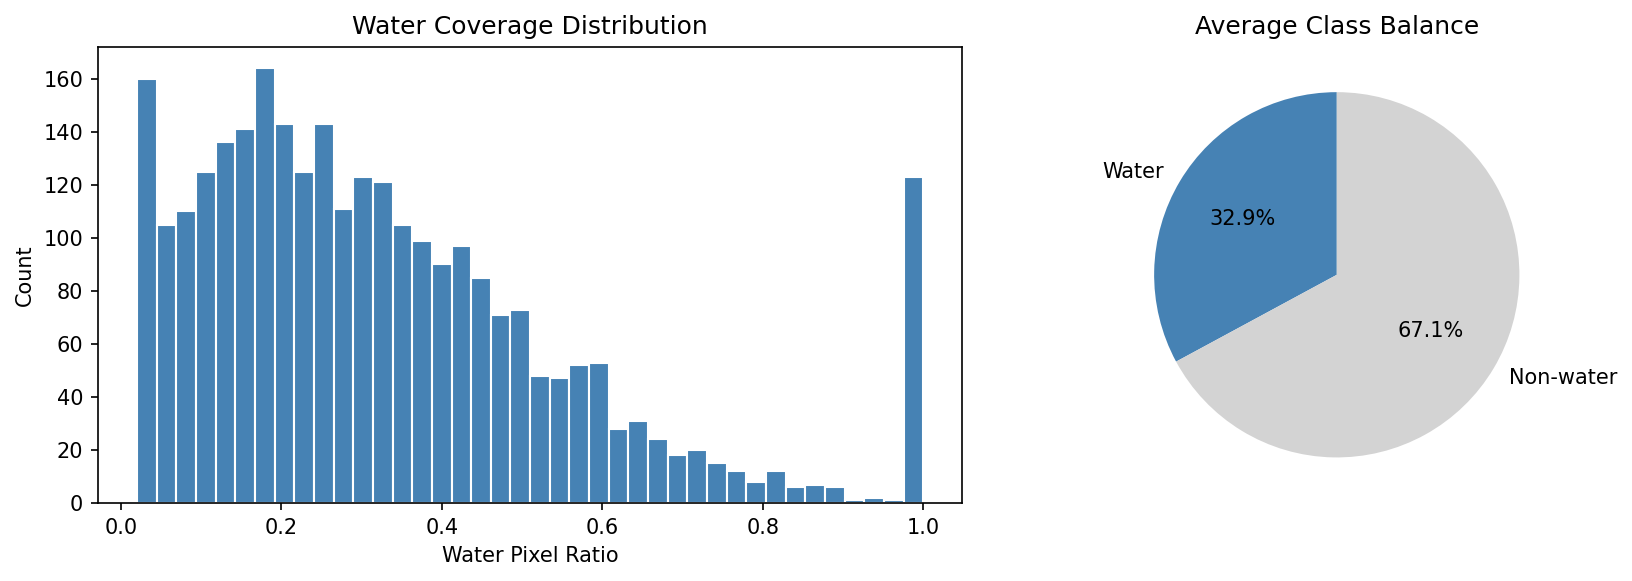 Water Coverage Distribution
160
140
120
100
80
60
40
20
0
Count
0.0 0.2 0.4 0.6 0.8 1.0
Water Pixel Ratio
Average Class Balance
Water
32.9%
67.1%
Non-water